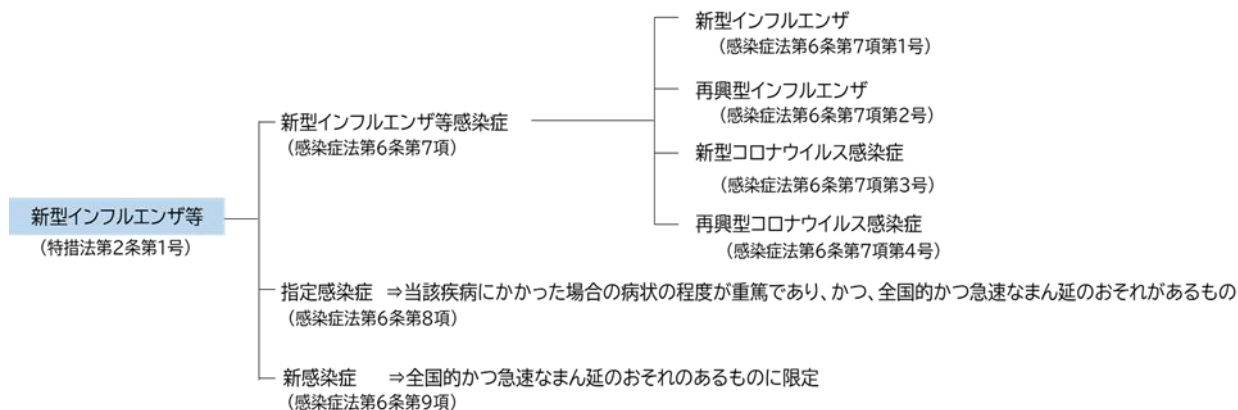 新型インフルエンザ
(感染症法第6条第7項第1号)
再興型インフルエンザ
(感染症法第6条第7項第2号)
新型インフルエンザ等感染症
(感染症法第6条第7項)
新型コロナウイルス感染症
(感染症法第6条第7項第3号)
新型インフルエンザ等
(特措法第2条第1号)
再興型コロナウイルス感染症
(感染症法第6条第7項第4号)
指定感染症 ⇒当該疾病にかかった場合の病状の程度が重篤であり、かつ、全国的かつ急速なまん延のおそれがあるもの
(感染症法第6条第8項)
新感染症 ⇒全国的かつ急速なまん延のおそれのあるものに限定
(感染症法第6条第9項)